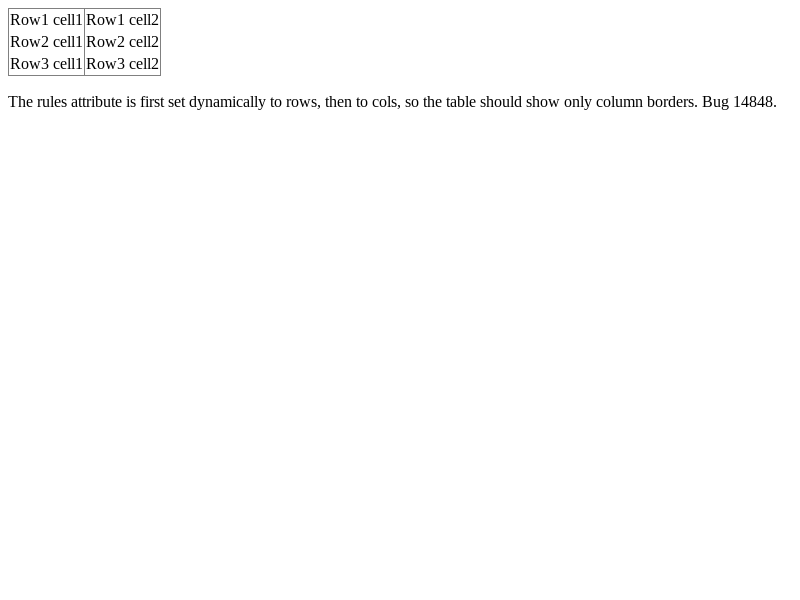 Row1 cell1 Row1 cell2
Row2 cell1 Row2 cell2
Row3 cell1 Row3 cell2
The rules attribute is first set dynamically to rows, then to cols, so the table should show only column borders. Bug 14848.